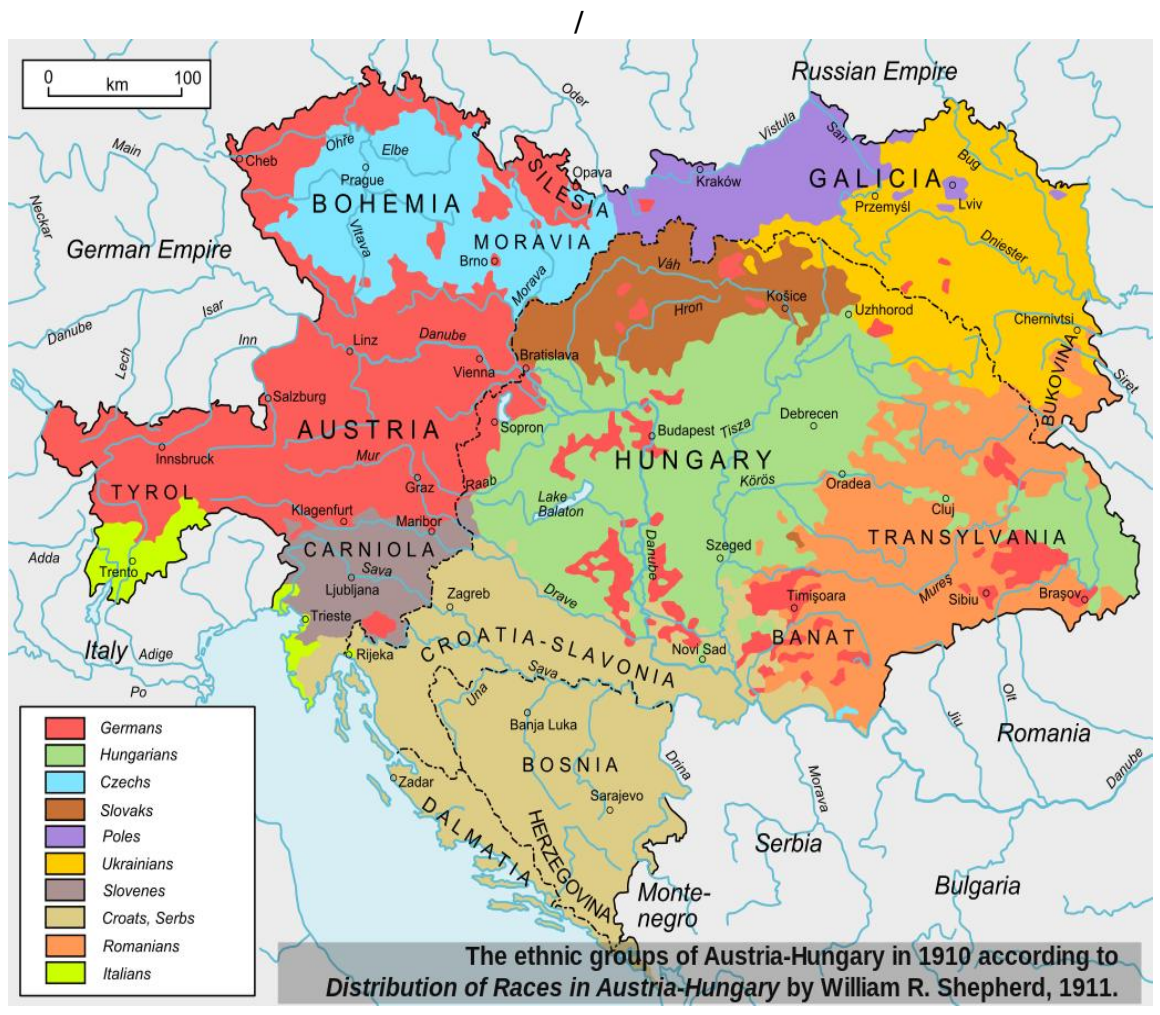 /
0 100
km
Russian Empire
Oder
Vistula
San
Main
Ohře
Elbe
Cheb
Prague
SILESIA
Opava
Kraków
GALICIA
Bug
Przemyśl
Lviv
BOHEMIA
Neckar
Vltava
MORAVIA
German Empire
Brno
Morava
Váh
Dniester
Isar
Hron
Košice
Uzhhorod
Chernivtsi
Danube
Inn
Linz
Danube
Lech
Vienna
Bratislava
BUKOVINA
Siret
Salzburg
AUSTRIA
Sopron
Budapest
Tisza
Debrecen
Innsbruck
Mur
HUNGARY
Graz
Raab
Körös
Oradea
TYROL
Lake
Balaton
Cluj
Klagenfurt
Maribor
CARNIOLA
TRANSYLVANIA
Adda
Trento
Sava
Ljubljana
Danube
Szeged
Drave
Zagreb
Timişoara
Mureş
Sibiu
Braşov
Trieste
BANAT
Italy
Adige
Rijeka
CROATIA-SLAVONIA
Novi Sad
Po
Sava
Una
Banja Luka
Jiu
Olt
Romania
BOSNIA
Drina
Zadar
Sarajevo
Morava
Danube
DALMATIA
HERZEGOVINA
Serbia
Monte-
negro
Bulgaria
Germans
Hungarians
Czechs
Slovaks
Poles
Ukrainians
Slovenes
Croats, Serbs
Romanians
Italians
The ethnic groups of Austria-Hungary in 1910 according to
Distribution of Races in Austria-Hungary by William R. Shepherd, 1911.